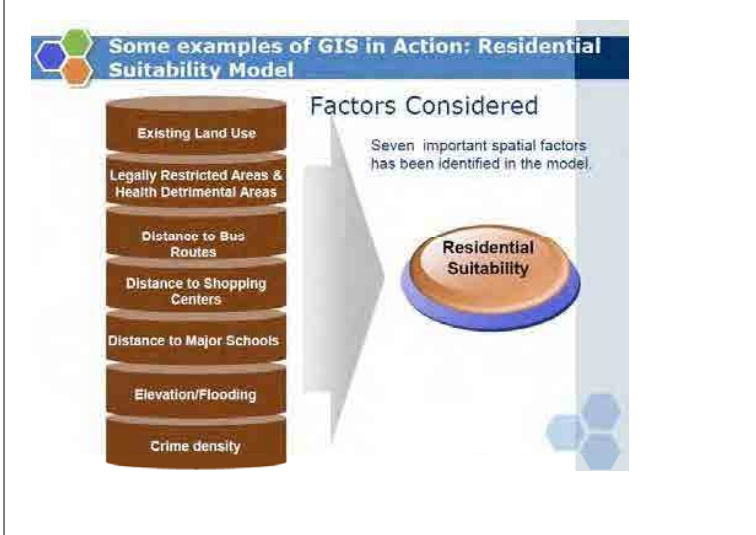 Some examples of GIS in Action: Residential
Suitability Model
Factors Considered
Seven important spatial factors
has been identified in the model.
Existing Land Use
Legally Restricted Areas &
Health Detrimental Areas
Distance to Bus
Routes
Distance to Shopping
Centers
Distance to Major Schools
Elevation/Flooding
Crime density
Residential
Suitability